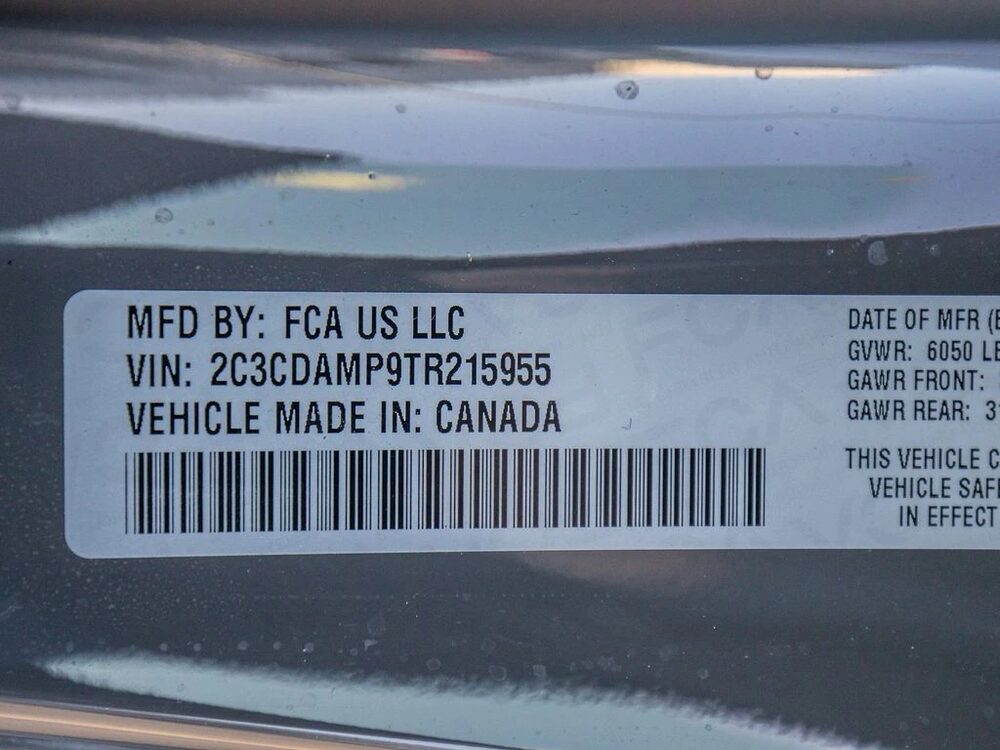 MFD BY: FCA US LLC
VIN: 2C3CDAMP9TR215955
VEHICLE MADE IN: CANADA
DATE OF MFR
GVWR: 6050
GAWR FRONT:
GAWR REAR:
THIS VEHICLE
VEHICLE
IN EFFECT